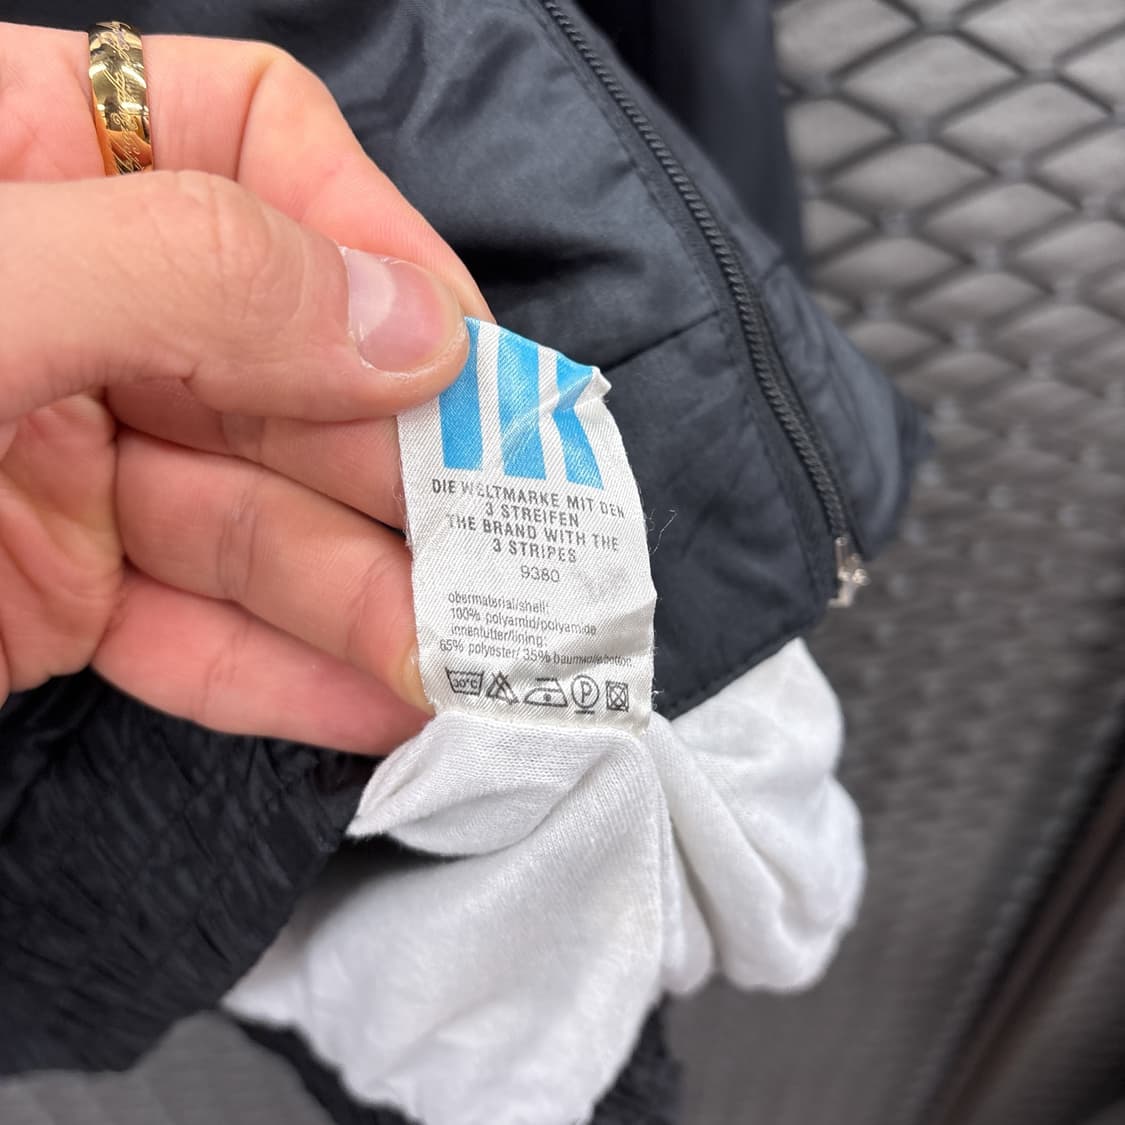 DIE WELTMARKE MIT DEN
3 STREIFEN
THE BRAND WITH THE
3 STRIPES
9380
obermaterial/shell:
100% polyamid/polyamide
innenfutter/lining:
65% polyester/ 35% baumwolle/cotton
30°C
P